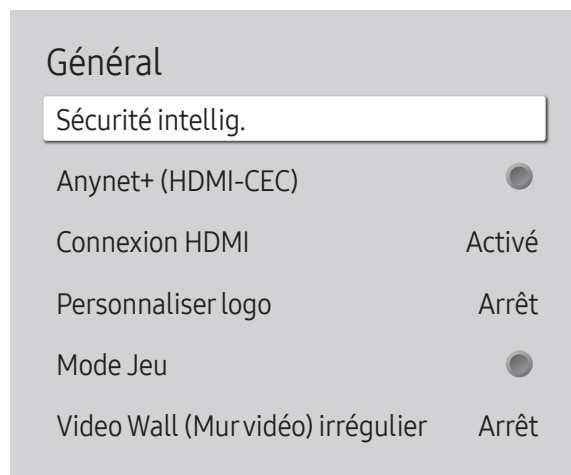 Général
Sécurité intellig.
Anynet+ (HDMI-CEC)
Connexion HDMI Activé
Personnaliser logo Arrêt
Mode Jeu
Video Wall (Mur vidéo) irrégulier Arrêt